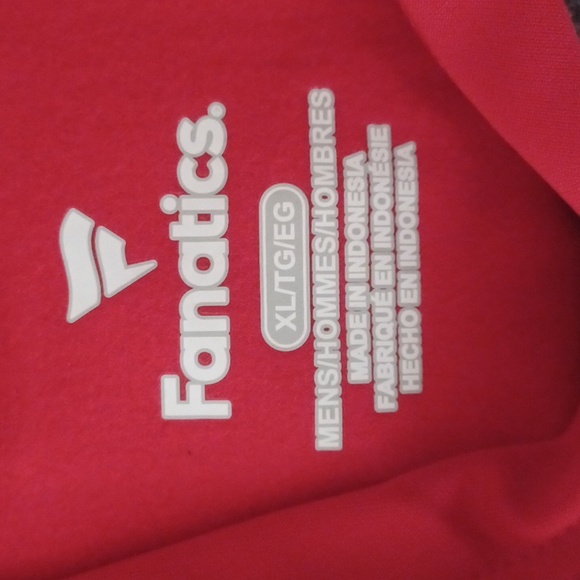 Fanatics.
XL/TG/EG
MENS/HOMMES/HOMBRES
MADE IN INDONESIA
FABRIQUÉ EN INDONÉSIE
HECHO EN INDONESIA